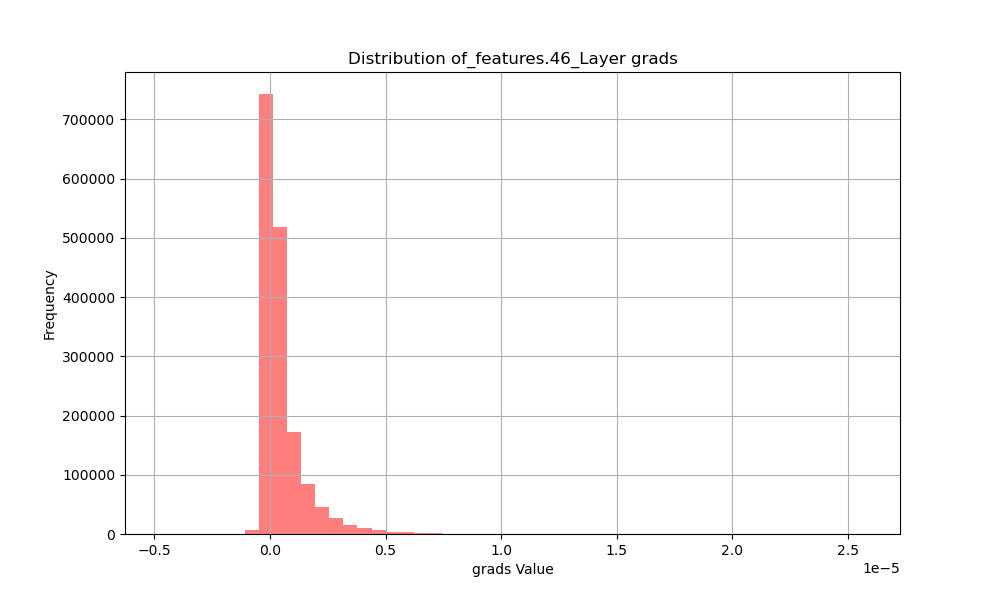 Distribution of_features.46_Layer grads
Frequency
700000
600000
500000
400000
300000
200000
100000
0
−0.5 0.0 0.5 1.0 1.5 2.0 2.5
1e−5
grads Value